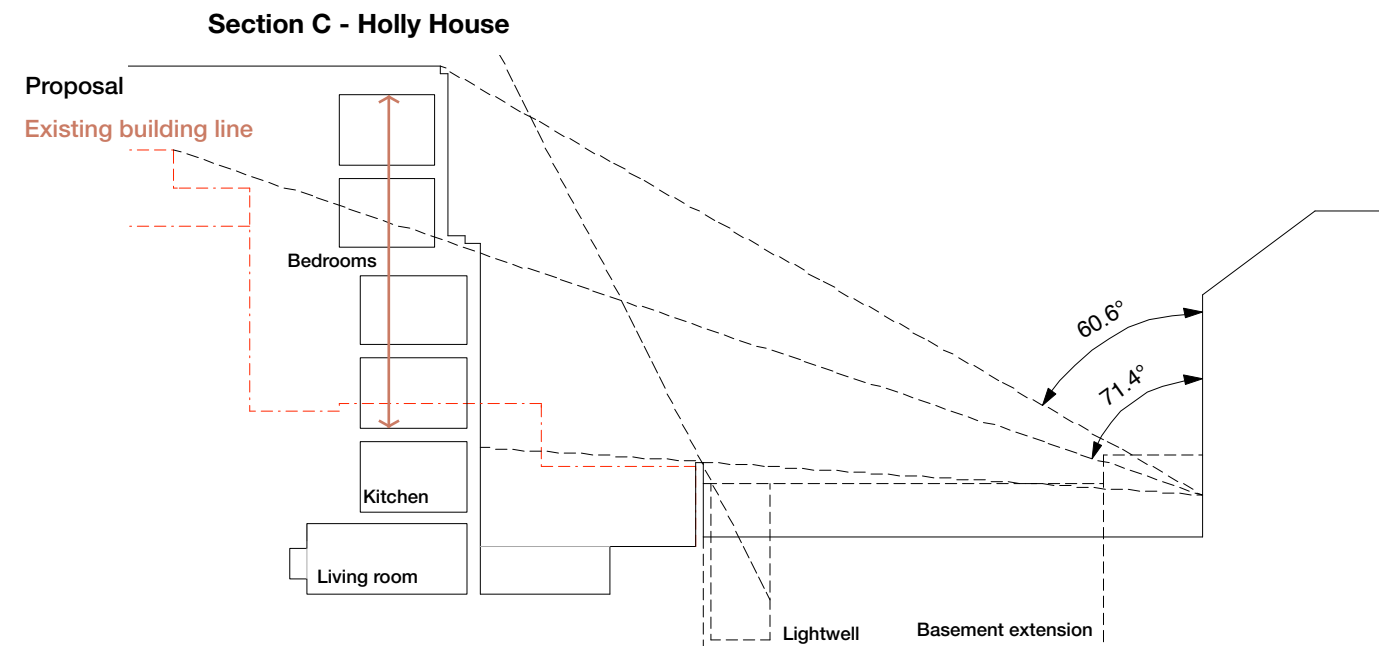 Section C - Holly House
Proposal
Existing building line
Bedrooms
60.6°
71.4°
Kitchen
Living room
Lightwell
Basement extension